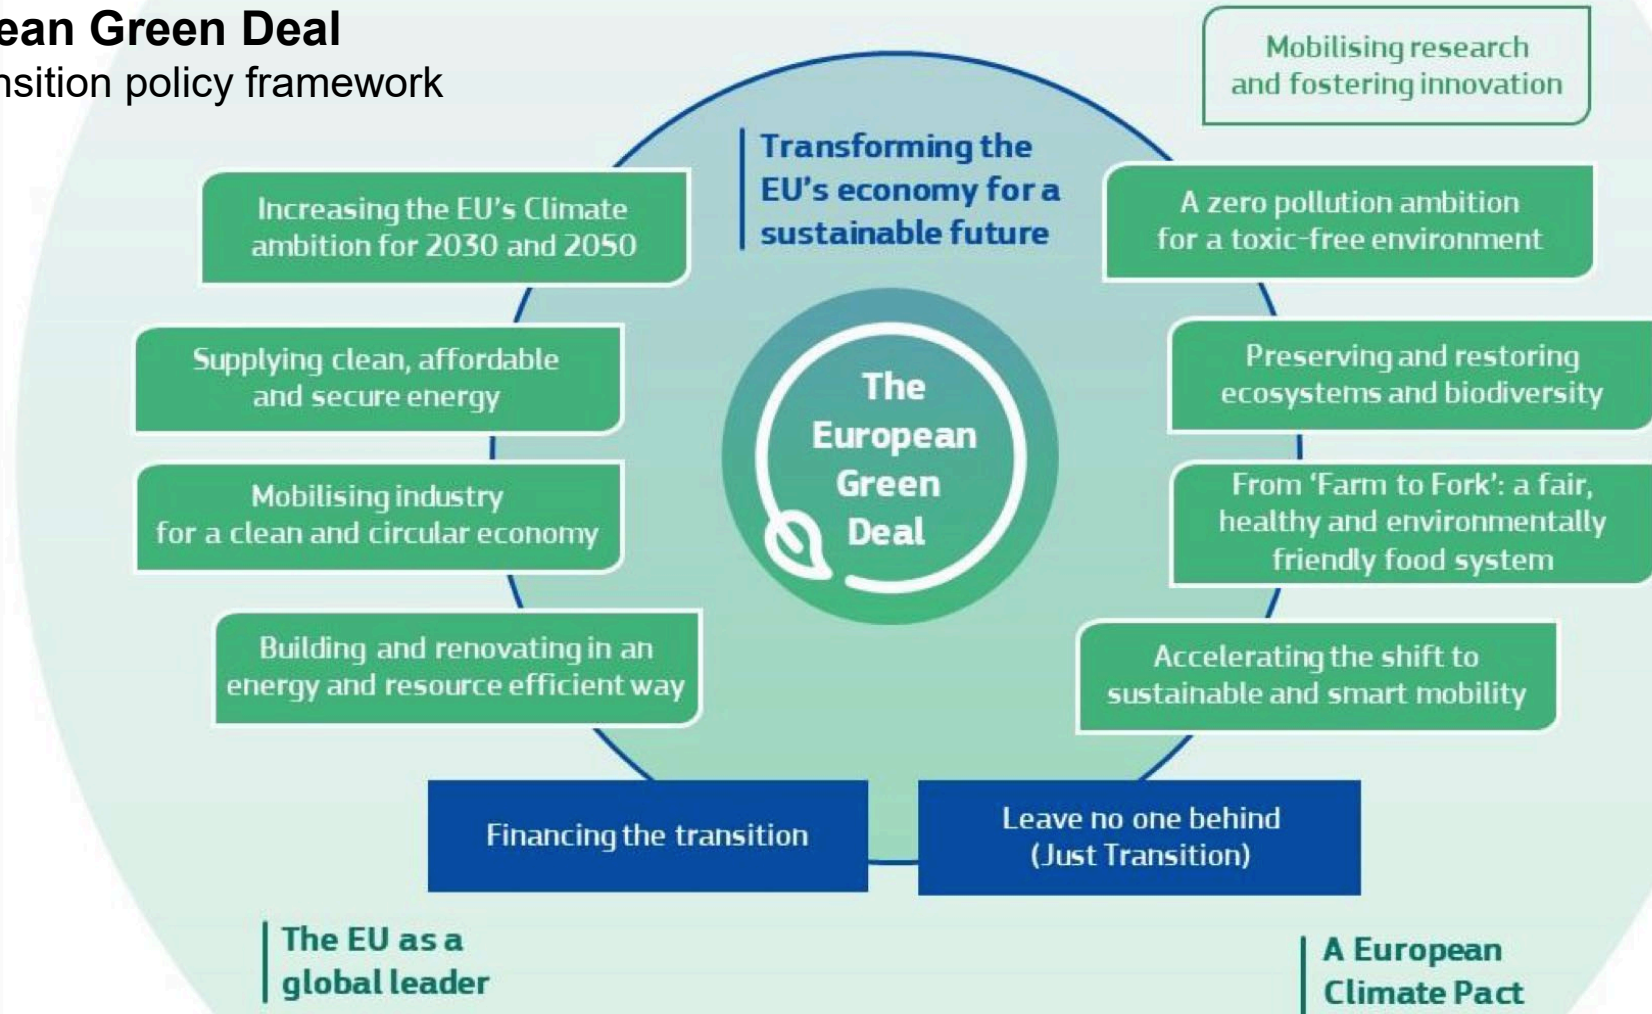 ean Green Deal
nsition policy framework
Mobilising research
and fostering innovation
Transforming the
EU's economy for a
sustainable future
Increasing the EU's Climate
ambition for 2030 and 2050
A zero pollution ambition
for a toxic-free environment
Supplying clean, affordable
and secure energy
Preserving and restoring
ecosystems and biodiversity
The
European
Green
Deal
Mobilising industry
for a clean and circular economy
From ‘Farm to Fork’: a fair,
healthy and environmentally
friendly food system
Building and renovating in an
energy and resource efficient way
Accelerating the shift to
sustainable and smart mobility
Financing the transition
Leave no one behind
(Just Transition)
The EU as a
global leader
A European
Climate Pact